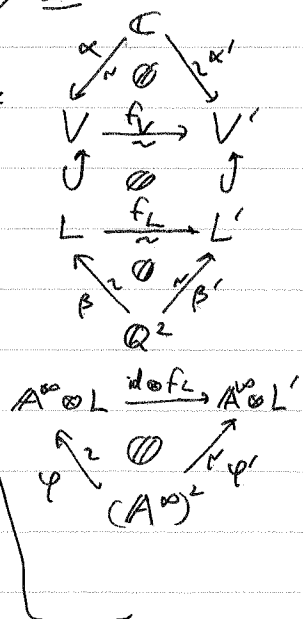 ℂ
α ~ ~ α'
V f_V ~ V'
L f_L ~ L'
β ~ ~ β'
ℚ²
𝔸^∞ ⊗ L id ⊗ f_L 𝔸^∞ ⊗ L'
φ ~ ~ φ'
(𝔸^∞)²